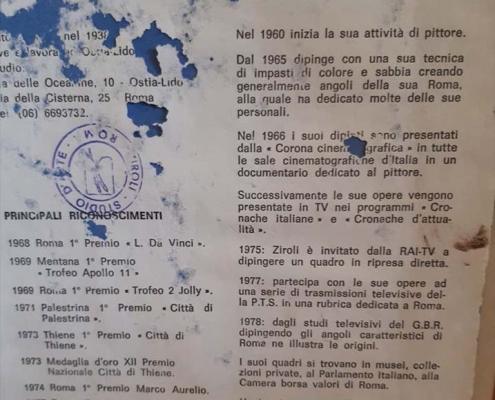 nel 193
Ostia-Lido
delle Oceanine, 10 - Ostia-Lido
della Cisterna, 25 Roma
(06) 6693732.
ZIROLI - STUDIO D'ARTE - ROMA
PRINCIPALI RICONOSCIMENTI
1968 Roma 1° Premio « L. Da Vinci ».
1969 Mentana 1° Premio
« Trofeo Apollo 11 »
1969 Roma 1° Premio « Trofeo 2 Jolly ».
1971 Palestrina 1° Premio « Città di
Palestrina ».
1973 Thiene 1° Premio « Città di
Thiene ».
1973 Medaglia d'oro XII Premio
Nazionale Città di Thiene.
1974 Roma 1° Premio Marco Aurelio.
Nel 1960 inizia la sua attività di pittore.
Dal 1965 dipinge con una sua tecnica
di impasti di colore e sabbia creando
generalmente angoli della sua Roma,
alla quale ha dedicato molte delle sue
personali.
Nel 1966 i suoi dipinti sono presentati
dalla « Corona cinematografica » in tutte
le sale cinematografiche d'Italia in un
documentario dedicato al pittore.
Successivamente le sue opere vengono
presentate in TV nei programmi « Cro-
nache italiane » e « Cronache d'attua-
lità ».
1975: Ziroli è invitato dalla RAI-TV a
dipingere un quadro in ripresa diretta.
1977: partecipa con le sue opere ad
una serie di trasmissioni televisive del-
la P.T.S. in una rubrica dedicata a Roma.
1978: dagli studi televisivi del G.B.R.
dipingendo gli angoli caratteristici di
Roma ne illustra le origini.
I suoi quadri si trovano in musei, colle-
zioni private, al Parlamento Italiano, alla
Camera borsa valori di Roma.